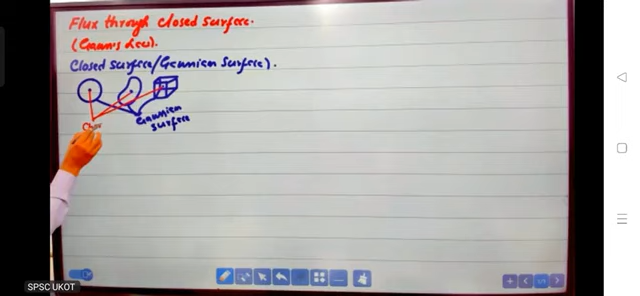 Flux through closed surface.
(Gauss's Law).
Closed surface/Gaussian surface).
Gaussian
surface
SPSC UKOT